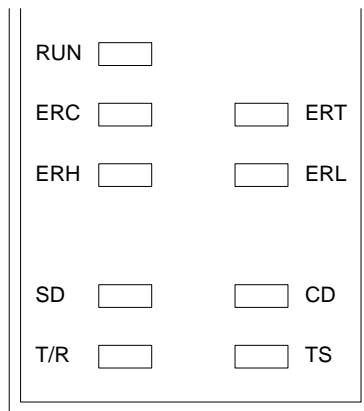 RUN
ERC ERT
ERH ERL
SD CD
T/R TS